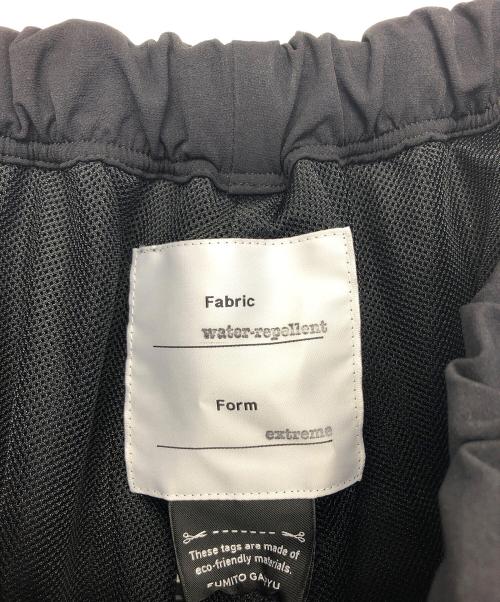 Fabric
water-repellent
Form
extreme
These tags are made of
eco-friendly materials.
FUMITO GANRYU